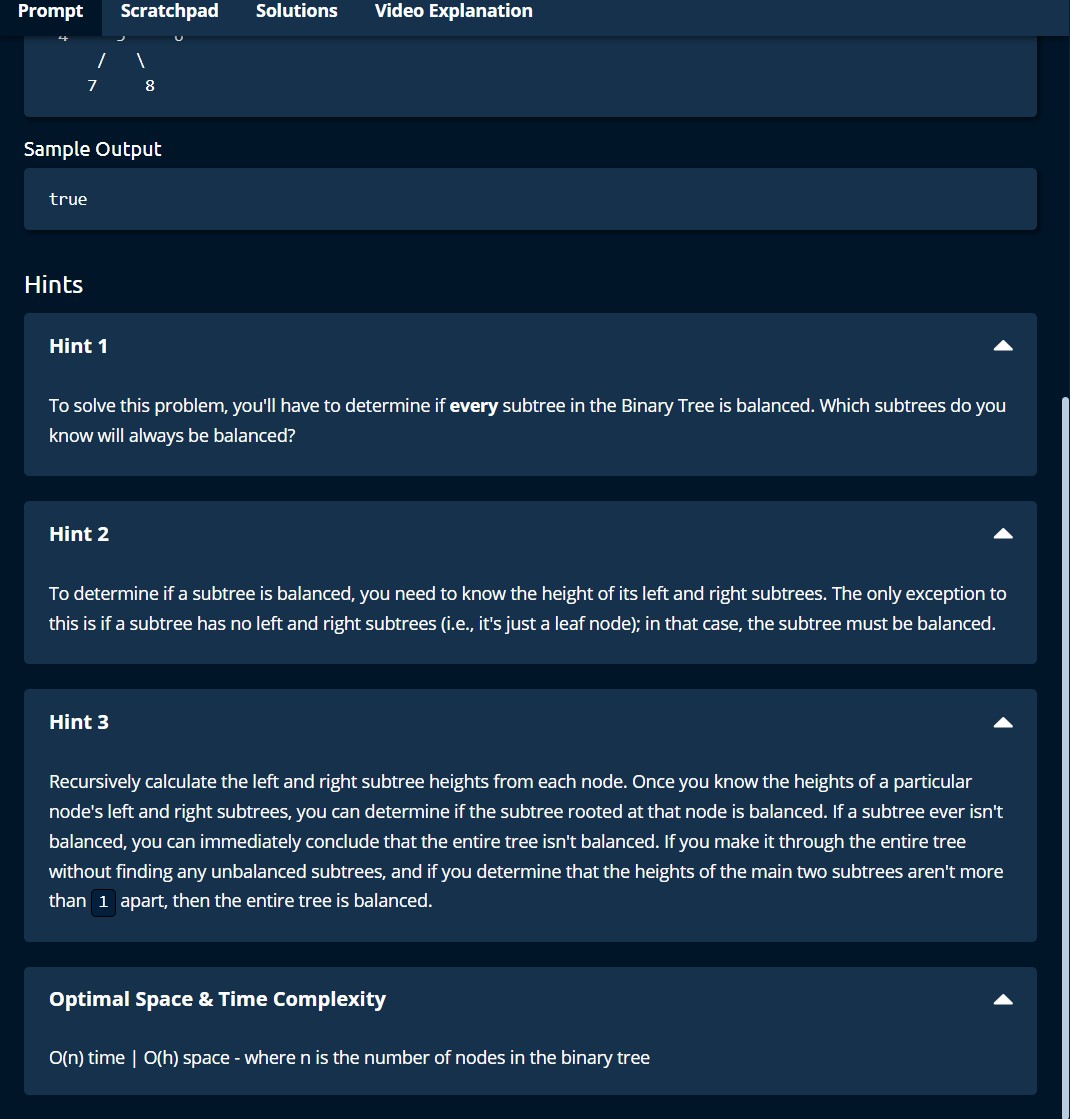 Prompt Scratchpad Solutions Video Explanation
/ \
7 8
Sample Output
true
Hints
Hint 1
To solve this problem, you'll have to determine if every subtree in the Binary Tree is balanced. Which subtrees do you
know will always be balanced?
Hint 2
To determine if a subtree is balanced, you need to know the height of its left and right subtrees. The only exception to
this is if a subtree has no left and right subtrees (i.e., it's just a leaf node); in that case, the subtree must be balanced.
Hint 3
Recursively calculate the left and right subtree heights from each node. Once you know the heights of a particular
node's left and right subtrees, you can determine if the subtree rooted at that node is balanced. If a subtree ever isn't
balanced, you can immediately conclude that the entire tree isn't balanced. If you make it through the entire tree
without finding any unbalanced subtrees, and if you determine that the heights of the main two subtrees aren't more
than 1 apart, then the entire tree is balanced.
Optimal Space & Time Complexity
O(n) time | O(h) space - where n is the number of nodes in the binary tree